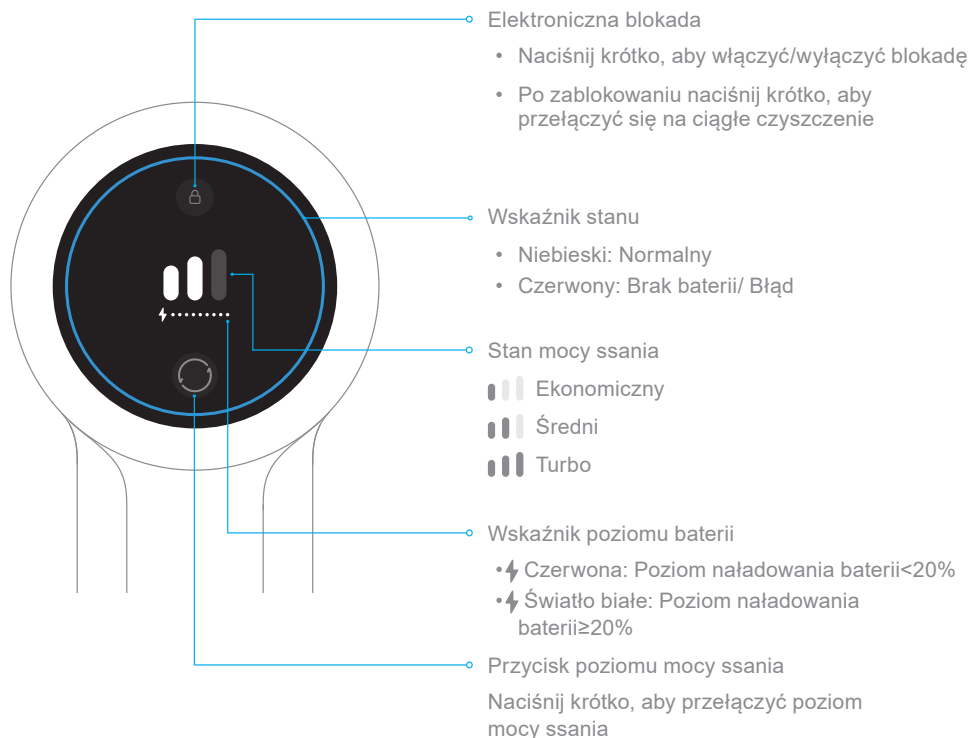 Elektroniczna blokada
• Naciśnij krótko, aby włączyć/wyłączyć blokadę
• Po zablokowaniu naciśnij krótko, aby
przełączyć się na ciągłe czyszczenie
Wskaźnik stanu
• Niebieski: Normalny
• Czerwony: Brak baterii/ Błąd
Stan mocy ssania
Ekonomiczny
Średni
Turbo
Wskaźnik poziomu baterii
• Czerwona: Poziom naładowania baterii<20%
• Światło białe: Poziom naładowania
baterii≥20%
Przycisk poziomu mocy ssania
Naciśnij krótko, aby przełączyć poziom
mocy ssania